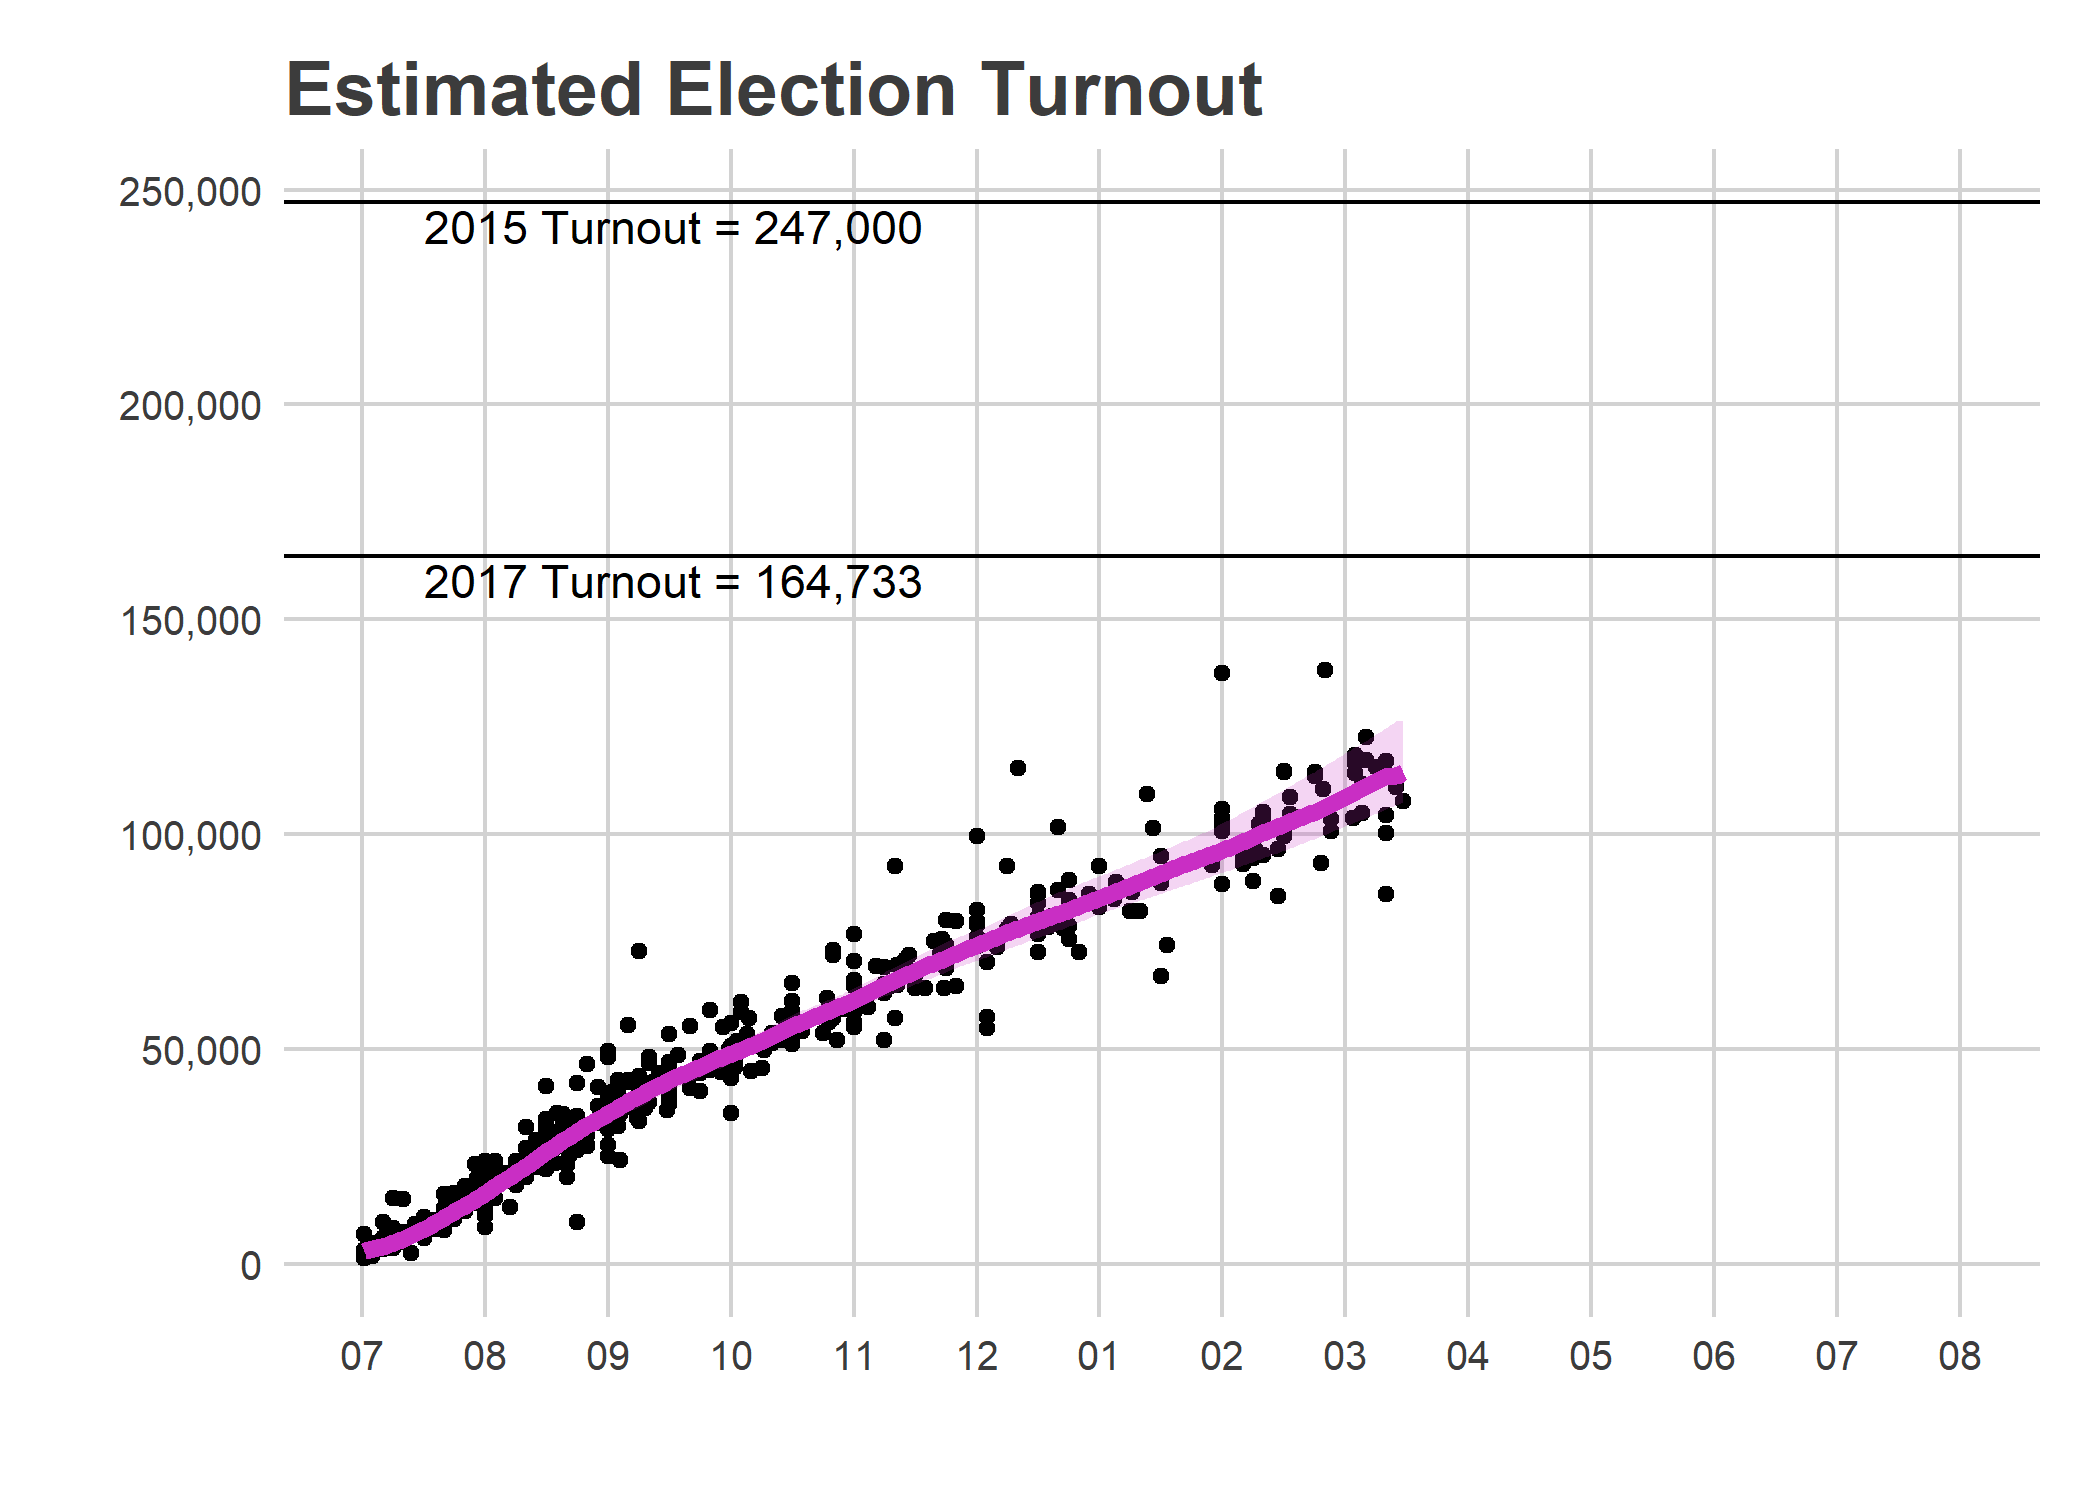 Estimated Election Turnout
250,000
2015 Turnout = 247,000
200,000
2017 Turnout = 164,733
150,000
100,000
50,000
0
07 08 09 10 11 12 01 02 03 04 05 06 07 08